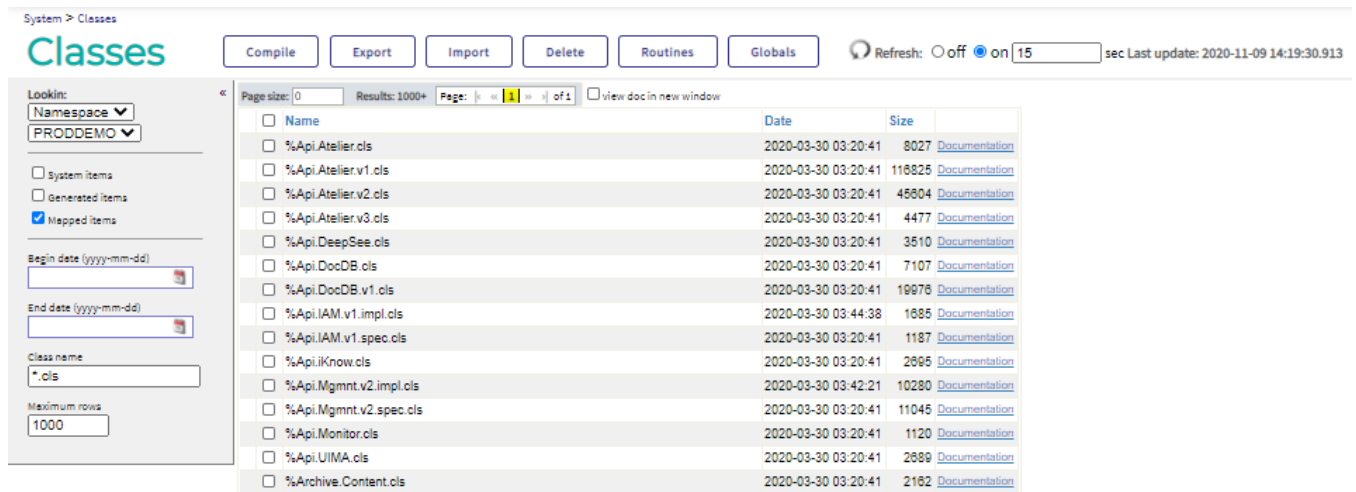 System > Classes
Classes
Compile Export Import Delete Routines Globals Refresh: off on 15 sec Last update: 2020-11-09 14:19:30.913
Lookin: «
Namespace
PRODDEMO
System items
Generated items
Mapped items
Begin date (yyyy-mm-dd)
End date (yyyy-mm-dd)
Class name
*.cls
Maximum rows
1000
Page size: 0 Results: 1000+ Page: |« «« 1 »» »| of 1 view doc in new window
Name Date Size
%Api.Atelier.cls 2020-03-30 03:20:41 8027 Documentation
%Api.Atelier.v1.cls 2020-03-30 03:20:41 116825 Documentation
%Api.Atelier.v2.cls 2020-03-30 03:20:41 45604 Documentation
%Api.Atelier.v3.cls 2020-03-30 03:20:41 4477 Documentation
%Api.DeepSee.cls 2020-03-30 03:20:41 3510 Documentation
%Api.DocDB.cls 2020-03-30 03:20:41 7107 Documentation
%Api.DocDB.v1.cls 2020-03-30 03:20:41 19976 Documentation
%Api.IAM.v1.impl.cls 2020-03-30 03:44:38 1685 Documentation
%Api.IAM.v1.spec.cls 2020-03-30 03:20:41 1187 Documentation
%Api.iKnow.cls 2020-03-30 03:20:41 2695 Documentation
%Api.Mgmnt.v2.impl.cls 2020-03-30 03:42:21 10280 Documentation
%Api.Mgmnt.v2.spec.cls 2020-03-30 03:20:41 11045 Documentation
%Api.Monitor.cls 2020-03-30 03:20:41 1120 Documentation
%Api.UIMA.cls 2020-03-30 03:20:41 2689 Documentation
%Archive.Content.cls 2020-03-30 03:20:41 2162 Documentation